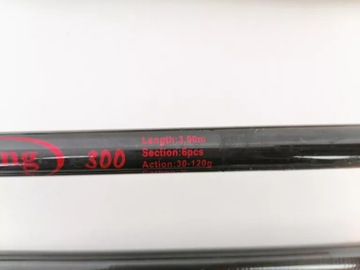 ng 300
Length:3.00m
Section:6pcs
Action:30-120g